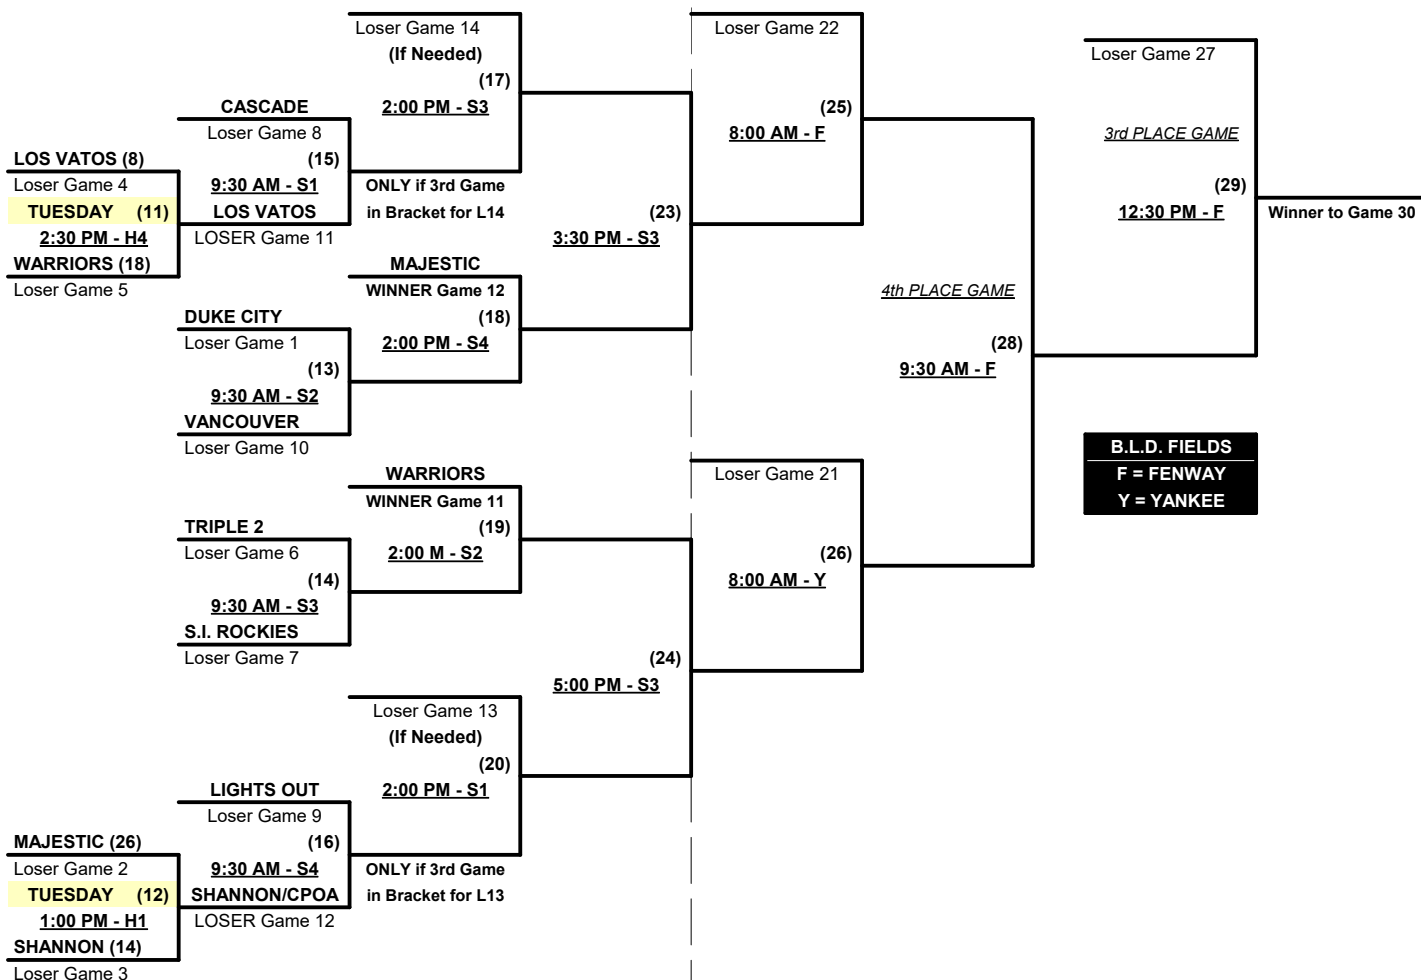 Loser Game 14
(If Needed)
(17)
2:00 PM - S3
CASCADE
Loser Game 8
(15)
9:30 AM - S1
LOS VATOS
LOSER Game 11
ONLY if 3rd Game
in Bracket for L14
LOS VATOS (8)
Loser Game 4
TUESDAY (11)
2:30 PM - H4
WARRIORS (18)
Loser Game 5
(23)
3:30 PM - S3
MAJESTIC
WINNER Game 12
(18)
2:00 PM - S4
DUKE CITY
Loser Game 1
(13)
9:30 AM - S2
VANCOUVER
Loser Game 10
WARRIORS
WINNER Game 11
(19)
2:00 M - S2
TRIPLE 2
Loser Game 6
(14)
9:30 AM - S3
S.I. ROCKIES
Loser Game 7
(24)
5:00 PM - S3
Loser Game 13
(If Needed)
(20)
2:00 PM - S1
LIGHTS OUT
Loser Game 9
(16)
9:30 AM - S4
SHANNON/CPOA
LOSER Game 12
ONLY if 3rd Game
in Bracket for L13
MAJESTIC (26)
Loser Game 2
TUESDAY (12)
1:00 PM - H1
SHANNON (14)
Loser Game 3
Loser Game 22
(25)
8:00 AM - F
4th PLACE GAME
(28)
9:30 AM - F
Loser Game 21
(26)
8:00 AM - Y
Loser Game 27
3rd PLACE GAME
(29)
12:30 PM - F
Winner to Game 30
B.L.D. FIELDS
F = FENWAY
Y = YANKEE